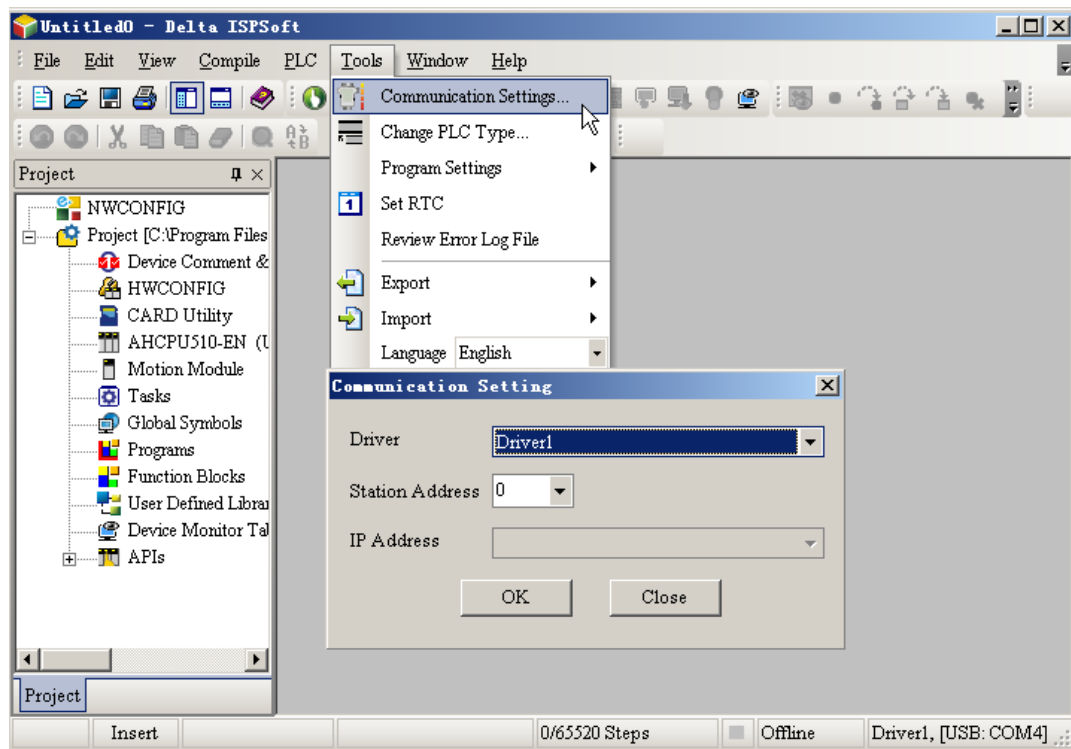 Untitled0 - Delta ISPSoft
File Edit View Compile PLC Tools Window Help
Communication Settings...
Change PLC Type...
Program Settings
1 Set RTC
Review Error Log File
Export
Import
Language English
Project
NWCONFIG
Project [C:\Program Files
Device Comment &
HWCONFIG
CARD Utility
AHCPU510-EN (U
Motion Module
Tasks
Global Symbols
Programs
Function Blocks
User Defined Librar
Device Monitor Tab
APIs
Communication Setting
Driver Driver1
Station Address 0
IP Address
OK Close
Project
Insert 0/65520 Steps Offline Driver1, [USB: COM4]